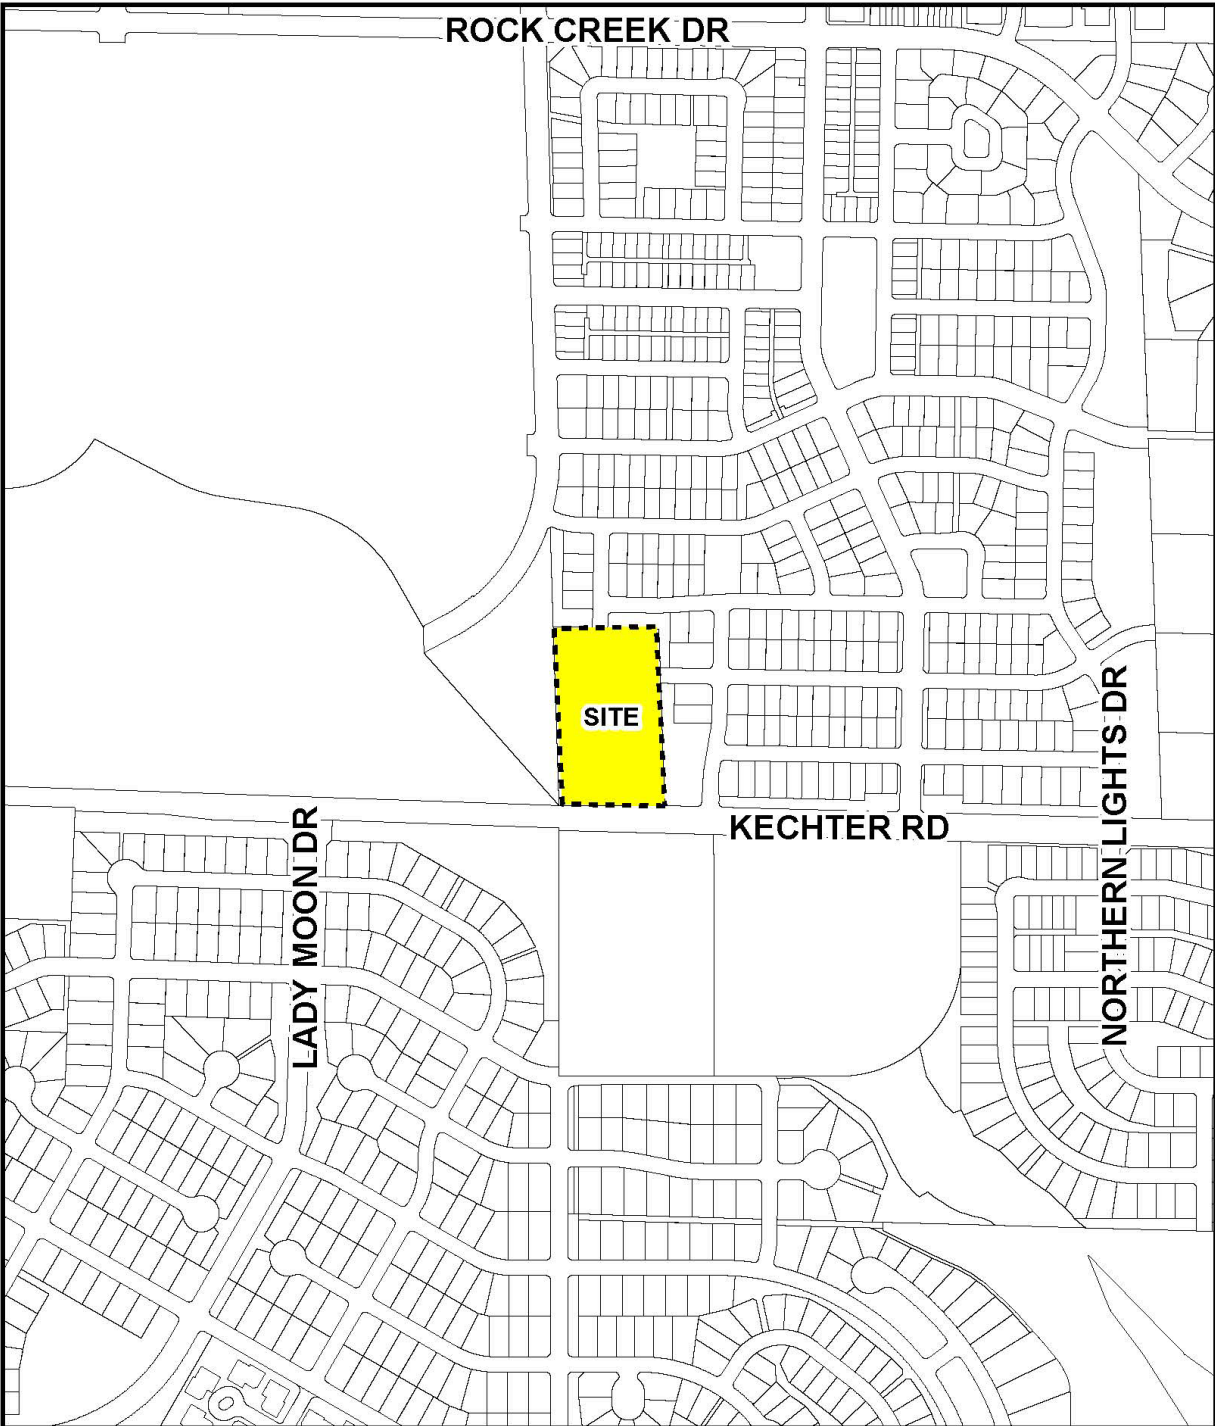 ROCK CREEK DR
SITE
KECHTER RD
LADY MOON DR
NORTHERN LIGHTS DR